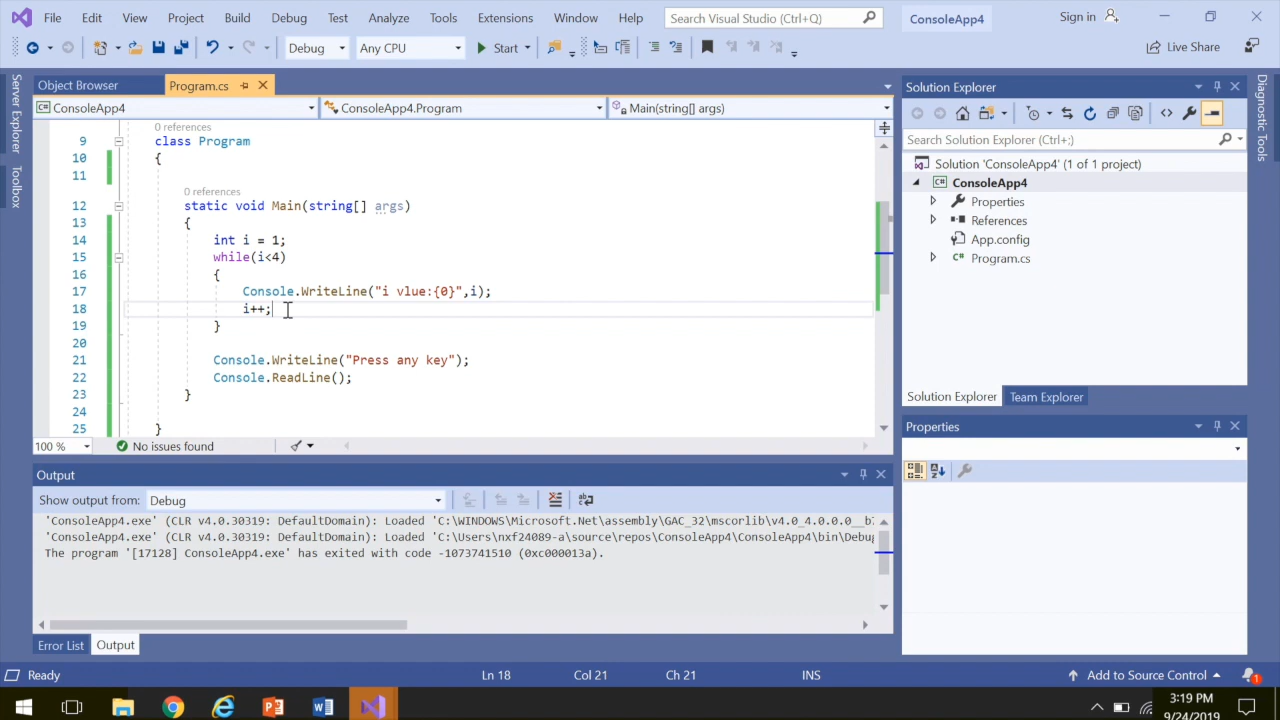 File Edit View Project Build Debug Test Analyze Tools Extensions Window Help Search Visual Studio (Ctrl+Q) ConsoleApp4 Sign in
Debug Any CPU Start Live Share
Server Explorer
Toolbox
Object Browser Program.cs
ConsoleApp4 ConsoleApp4.Program Main(string[] args)
0 references
9 class Program
10 {
11
0 references
12 static void Main(string[] args)
13 {
14 int i = 1;
15 while(i<4)
16 {
17 Console.WriteLine("i vlue:{0}",i);
18 i++;
19 }
20
21 Console.WriteLine("Press any key");
22 Console.ReadLine();
23 }
24
25 }
100 % No issues found
Output
Show output from: Debug
'ConsoleApp4.exe' (CLR v4.0.30319: DefaultDomain): Loaded 'C:\WINDOWS\Microsoft.Net\assembly\GAC_32\mscorlib\v4.0_4.0.0.0__b7
'ConsoleApp4.exe' (CLR v4.0.30319: DefaultDomain): Loaded 'C:\Users\nxf24089-a\source\repos\ConsoleApp4\ConsoleApp4\bin\Debug
The program '[17128] ConsoleApp4.exe' has exited with code -1073741510 (0xc000013a).
Error List Output
Solution Explorer
Search Solution Explorer (Ctrl+;)
Solution 'ConsoleApp4' (1 of 1 project)
C# ConsoleApp4
Properties
References
App.config
C# Program.cs
Solution Explorer Team Explorer
Properties
Diagnostic Tools
Ready Ln 18 Col 21 Ch 21 INS Add to Source Control 1
3:19 PM
9/24/2019